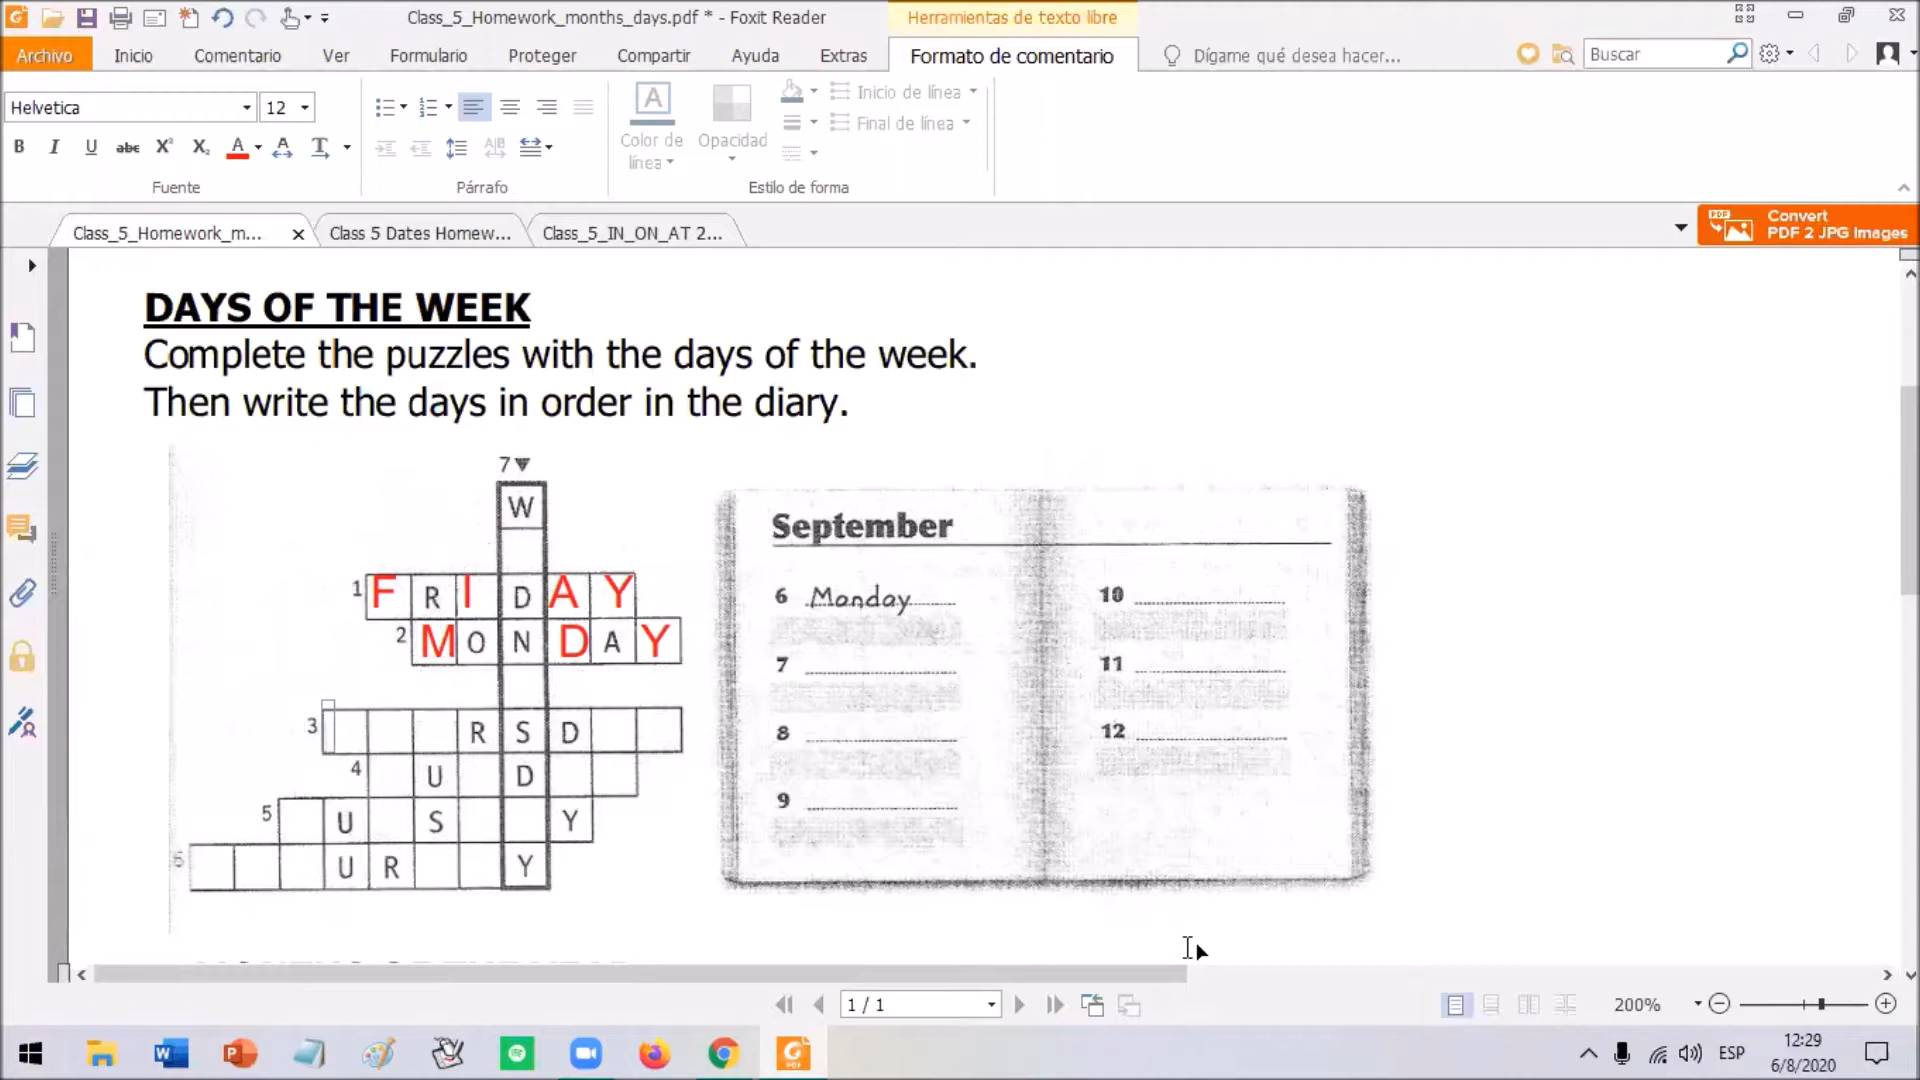 Class_5_Homework_months_days.pdf * - Foxit Reader
Herramientas de texto libre
Archivo Inicio Comentario Ver Formulario Proteger Compartir Ayuda Extras Formato de comentario Dígame qué desea hacer... Buscar
Helvetica 12
Inicio de línea
Final de línea
Color de línea
Opacidad
Fuente Párrafo Estilo de forma
Class_5_Homework_m... Class 5 Dates Homew... Class_5_IN_ON_AT 2...
Convert
PDF 2 JPG Images
DAYS OF THE WEEK
Complete the puzzles with the days of the week.
Then write the days in order in the diary.
7
W
1 F R I D A Y
2 M O N D A Y
3 R S D
4 U D
5 U S Y
6 U R Y
September
6 Monday
7
8
9
10
11
12
1 / 1
200%
ESP
12:29
6/8/2020